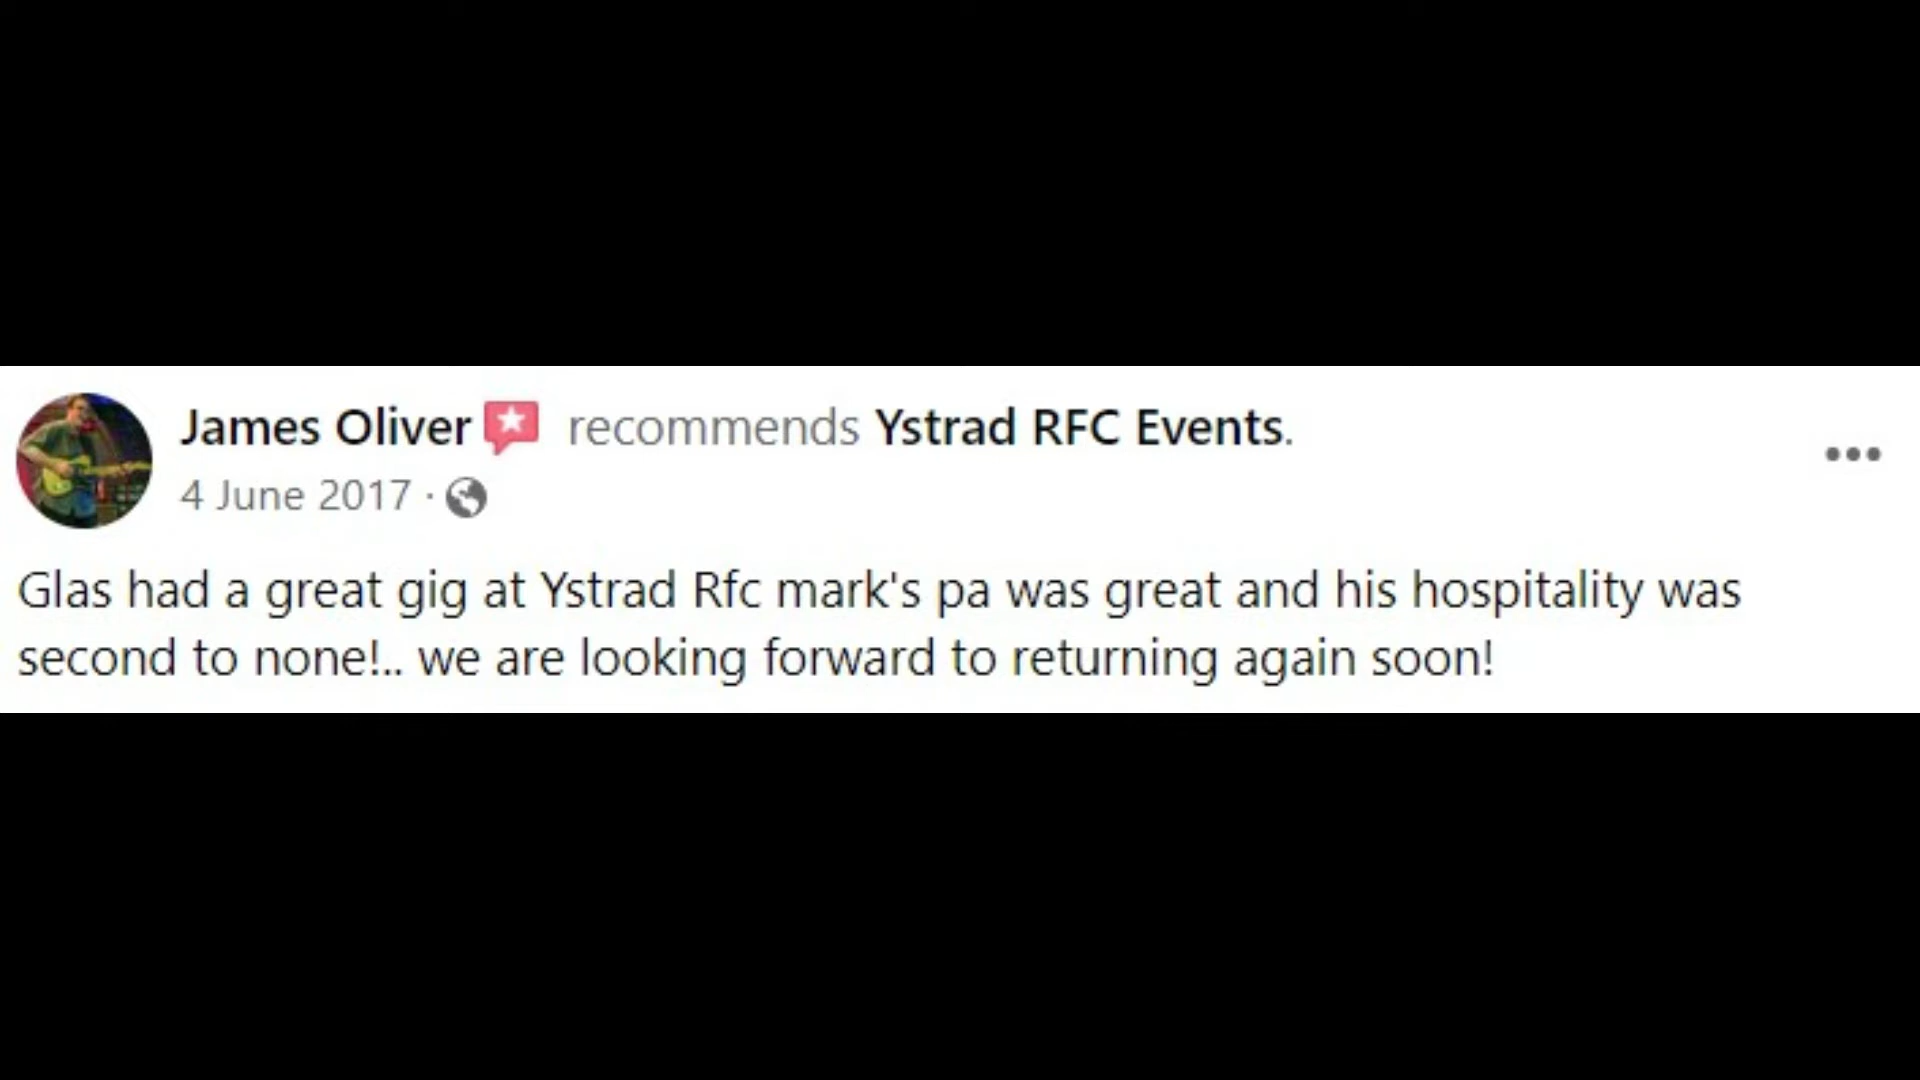 James Oliver recommends Ystrad RFC Events.
4 June 2017 ·
Glas had a great gig at Ystrad Rfc mark's pa was great and his hospitality was
second to none!.. we are looking forward to returning again soon!